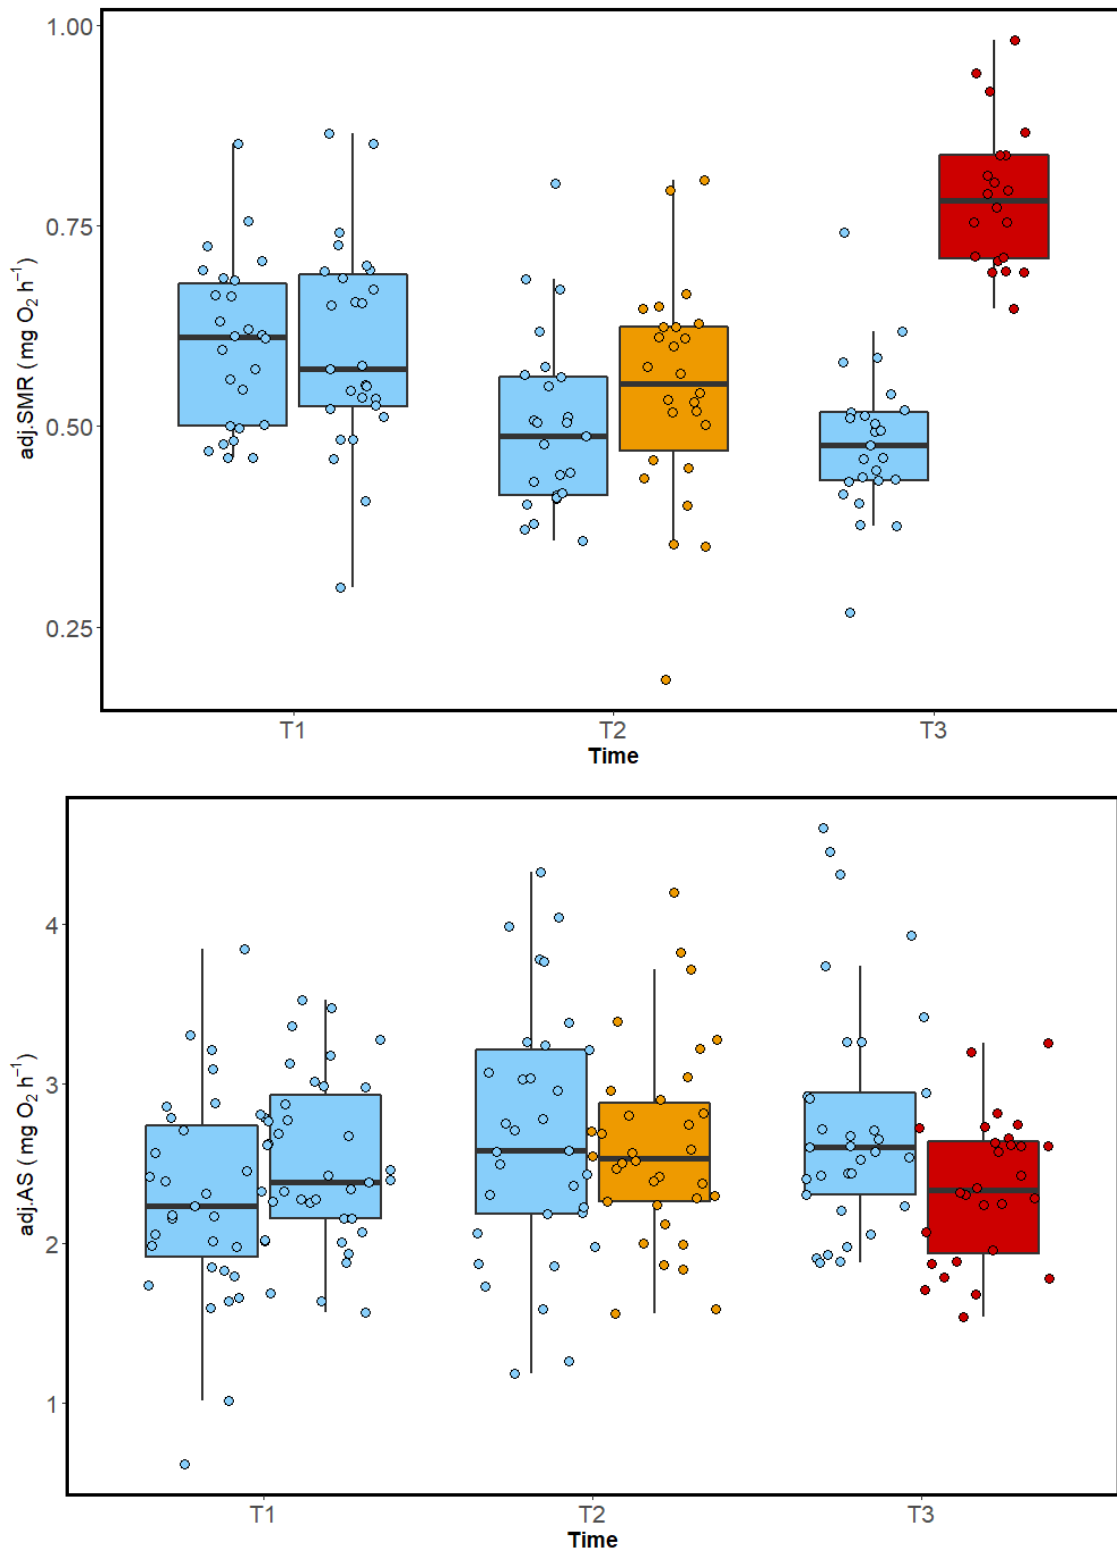 1.00
0.75
0.50
0.25
adj.SMR ( mg O₂ h⁻¹)
T1 T2 T3
Time
4
3
2
1
adj.AS ( mg O₂ h⁻¹)
T1 T2 T3
Time